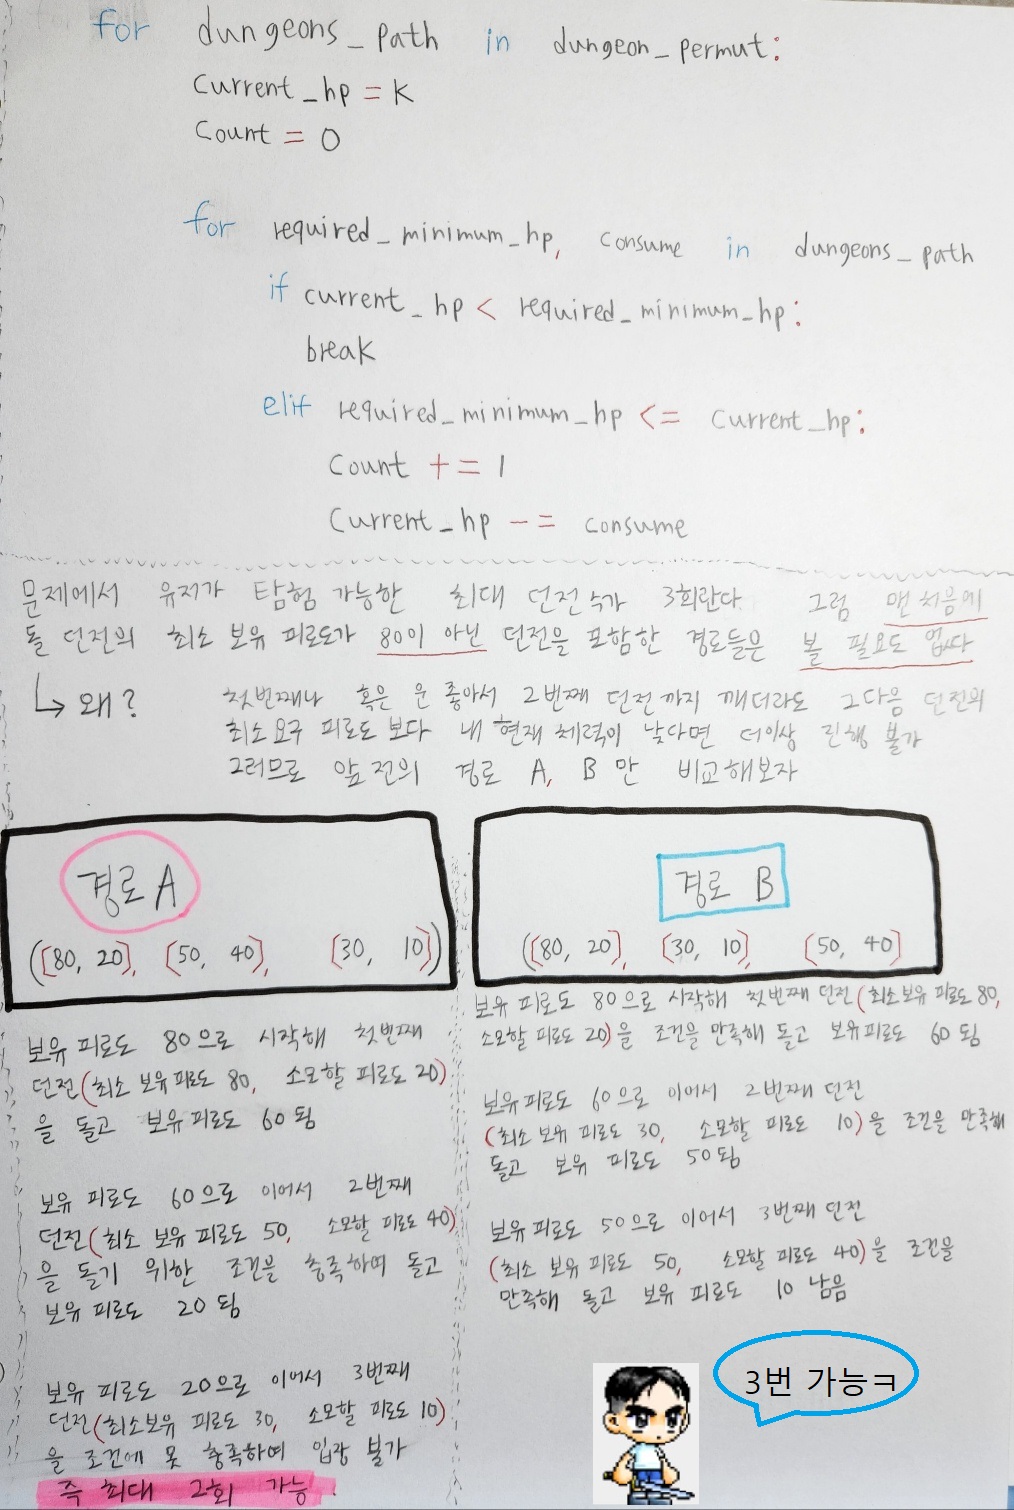 for dungeons_path in dungeon_permut:
current_hp = K
count = 0
for required_minimum_hp, consume in dungeons_path
if current_hp < required_minimum_hp:
break
elif required_minimum_hp <= current_hp:
count += 1
current_hp -= consume
문제에서 유저가 탐험 가능한 최대 던전 수가 3회란다. 그럼 맨 처음에
돌 던전의 최소 보유 피로도가 80이 아닌 던전을 포함한 경로들은 볼 필요도 없다
↳ 왜? 첫번째나 혹은 운 좋아서 2번째 던전까지 깨더라도 그다음 던전의
최소요구 피로도 보다 내 현재 체력이 낮다면 더이상 진행 불가
그러므로 앞전의 경로 A, B 만 비교해보자
경로 A
([80, 20], [50, 40], [30, 10])
보유 피로도 80으로 시작해 첫번째
던전(최소 보유 피로도 80, 소모할 피로도 20)
을 돌고 보유피로도 60 됨
보유 피로도 60으로 이어서 2번째
던전(최소 보유 피로도 50, 소모할 피로도 40)
을 돌기 위한 조건을 충족하여 돌고
보유 피로도 20 됨
보유 피로도 20으로 이어서 3번째
던전(최소보유 피로도 30, 소모할 피로도 10)
을 조건에 못 충족하여 입장 불가
즉 최대 2회 가능.
경로 B
([80, 20], [30, 10], [50, 40]
보유 피로도 80으로 시작해 첫번째 던전(최소보유 피로도 80,
소모할 피로도 20)을 조건을 만족해 돌고 보유피로도 60 됨
보유 피로도 60으로 이어서 2번째 던전
(최소 보유 피로도 30, 소모할 피로도 10)을 조건을 만족해
돌고 보유 피로도 50 됨
보유 피로도 50으로 이어서 3번째 던전
(최소 보유 피로도 50, 소모할 피로도 40)을 조건을
만족해 돌고 보유 피로도 10 남음
3번 가능ㅋ